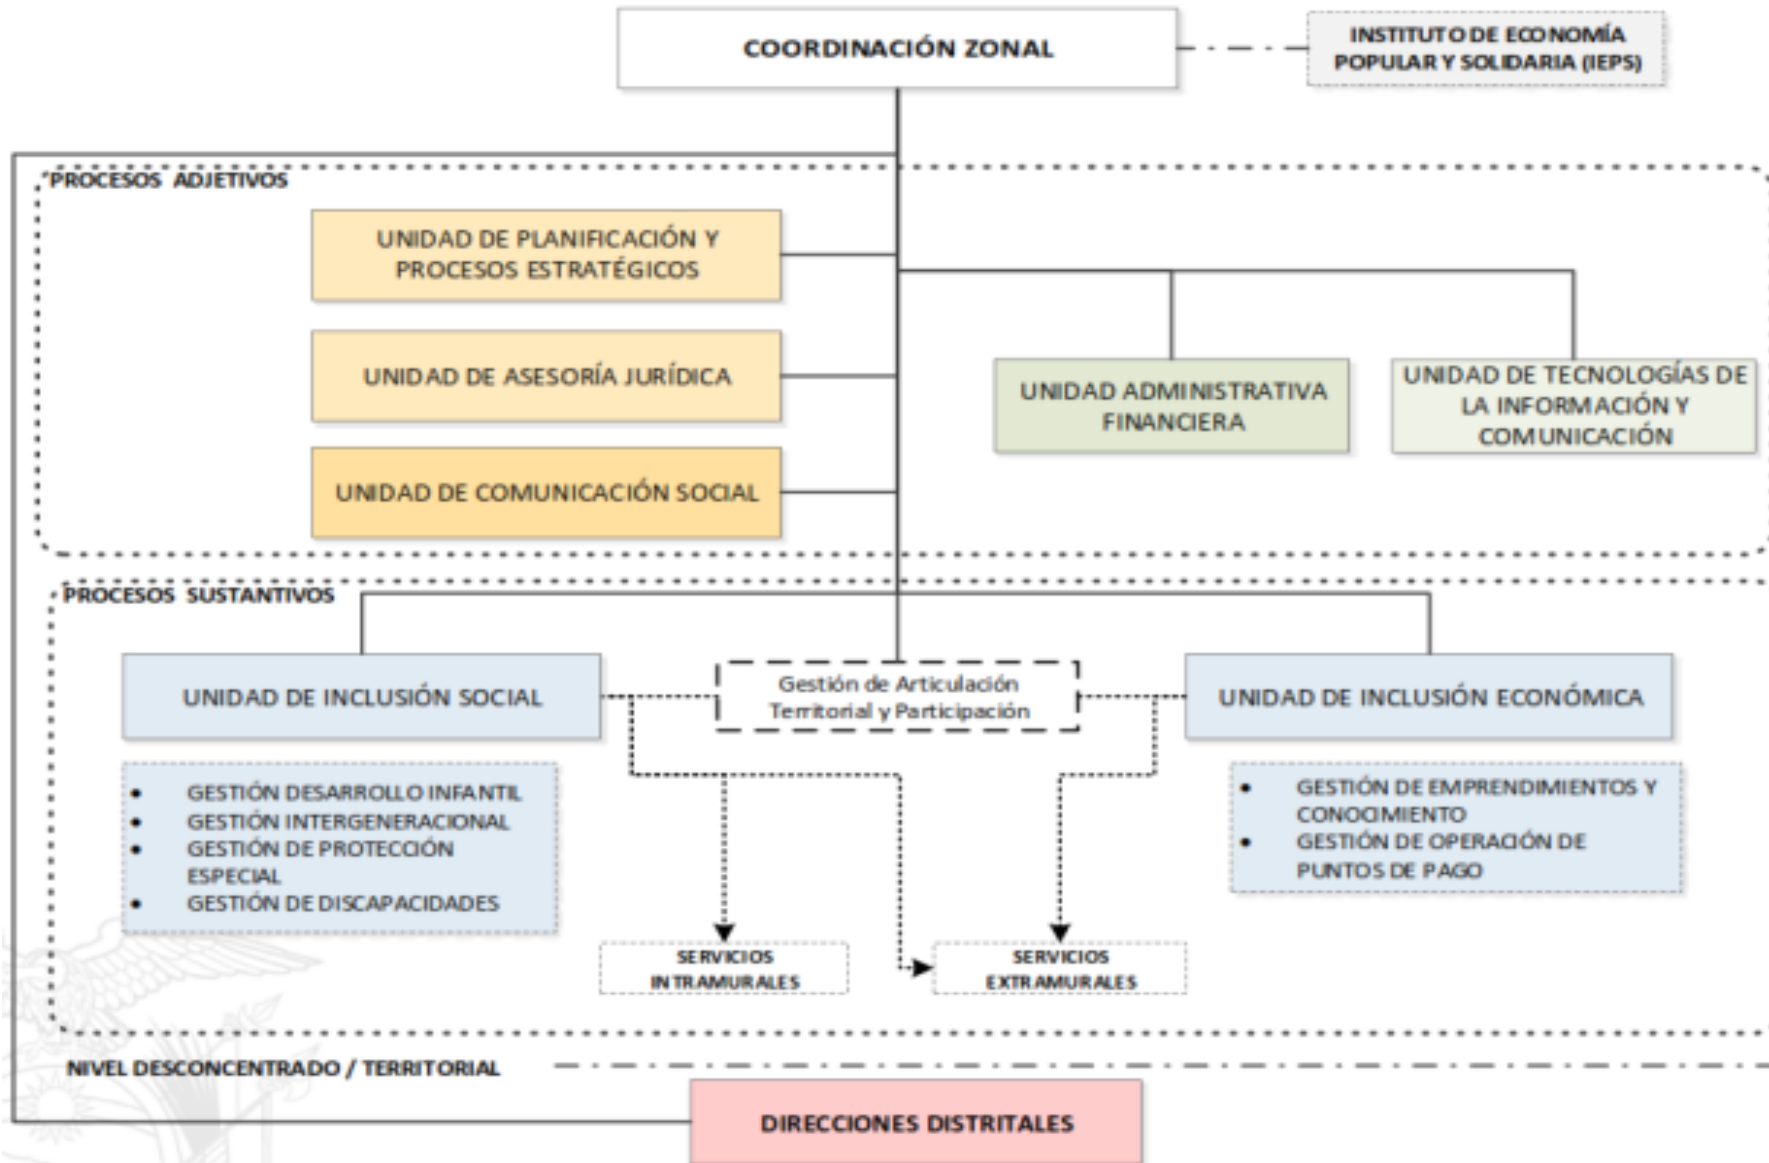 COORDINACIÓN ZONAL
INSTITUTO DE ECONOMÍA
POPULAR Y SOLIDARIA (IEPS)
PROCESOS ADJETIVOS
UNIDAD DE PLANIFICACIÓN Y
PROCESOS ESTRATÉGICOS
UNIDAD DE ASESORÍA JURÍDICA
UNIDAD DE COMUNICACIÓN SOCIAL
UNIDAD ADMINISTRATIVA
FINANCIERA
UNIDAD DE TECNOLOGÍAS DE
LA INFORMACIÓN Y
COMUNICACIÓN
PROCESOS SUSTANTIVOS
UNIDAD DE INCLUSIÓN SOCIAL
Gestión de Articulación
Territorial y Participación
UNIDAD DE INCLUSIÓN ECONÓMICA
• GESTIÓN DESARROLLO INFANTIL
• GESTIÓN INTERGENERACIONAL
• GESTIÓN DE PROTECCIÓN
ESPECIAL
• GESTIÓN DE DISCAPACIDADES
• GESTIÓN DE EMPRENDIMIENTOS Y
CONOCIMIENTO
• GESTIÓN DE OPERACIÓN DE
PUNTOS DE PAGO
SERVICIOS
INTRAMURALES
SERVICIOS
EXTRAMURALES
NIVEL DESCONCENTRADO / TERRITORIAL
DIRECCIONES DISTRITALES